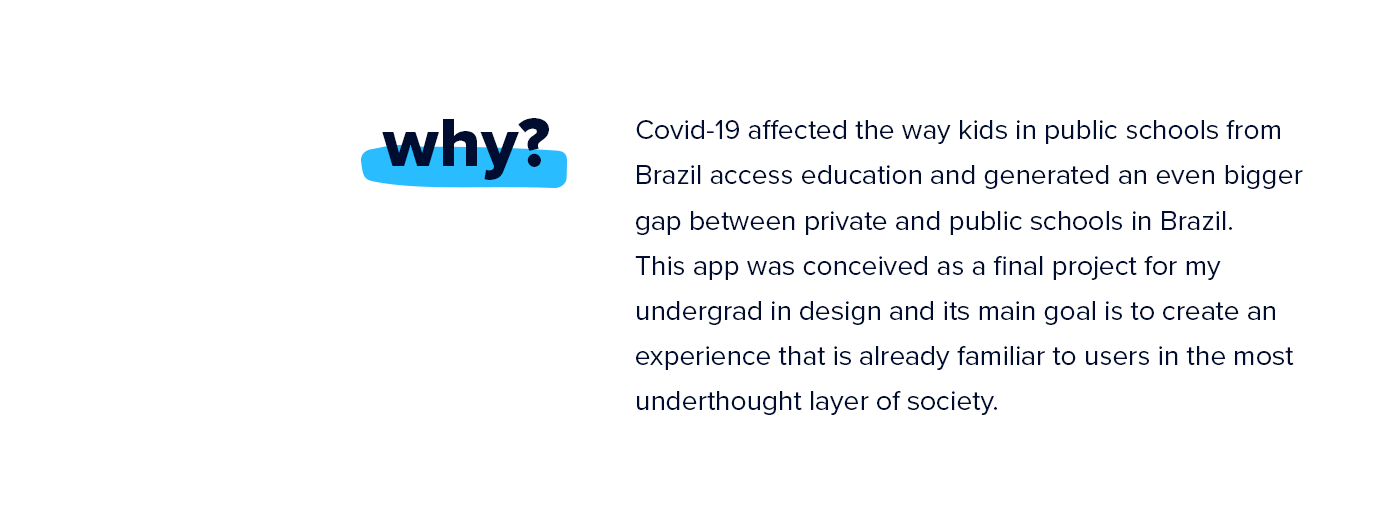 why?
Covid-19 affected the way kids in public schools from
Brazil access education and generated an even bigger
gap between private and public schools in Brazil.
This app was conceived as a final project for my
undergrad in design and its main goal is to create an
experience that is already familiar to users in the most
underthought layer of society.